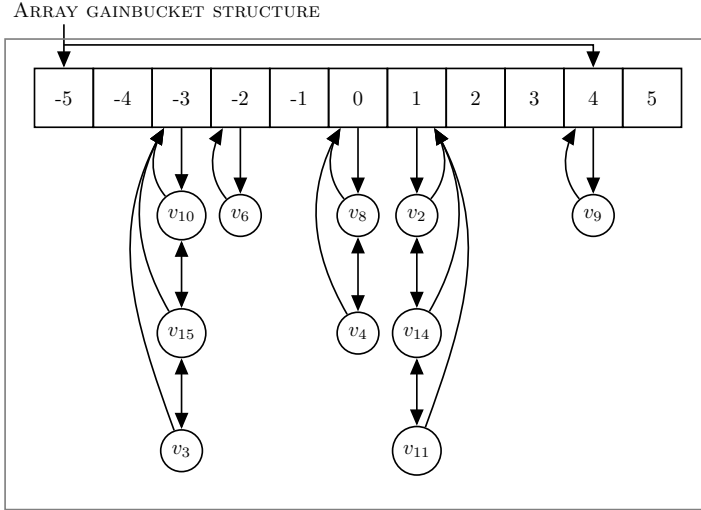 ARRAY GAINBUCKET STRUCTURE
-5 -4 -3 -2 -1 0 1 2 3 4 5
v10 v6 v8 v2 v9
v15 v4 v14
v3 v11